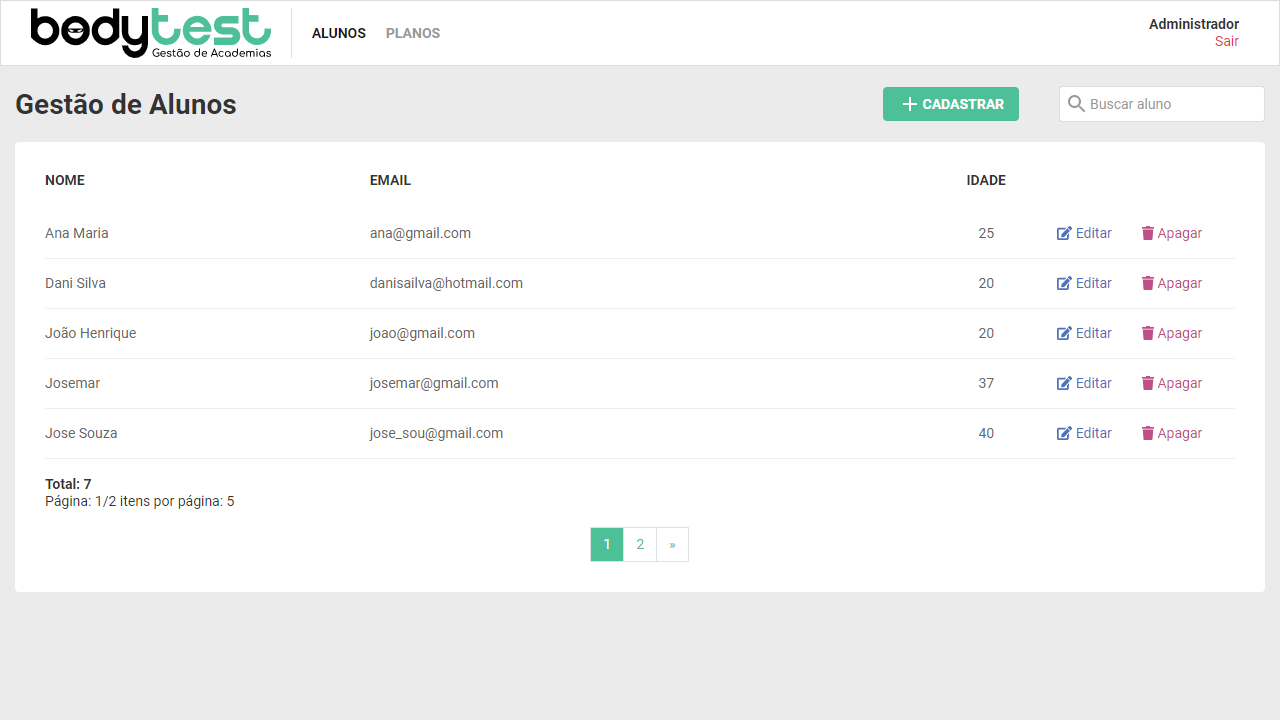 bodytest
Gestão de Academias
ALUNOS PLANOS
Administrador
Sair
Gestão de Alunos
CADASTRAR
Buscar aluno
NOME EMAIL IDADE
Ana Maria ana@gmail.com 25 Editar Apagar
Dani Silva danisailva@hotmail.com 20 Editar Apagar
João Henrique joao@gmail.com 20 Editar Apagar
Josemar josemar@gmail.com 37 Editar Apagar
Jose Souza jose_sou@gmail.com 40 Editar Apagar
Total: 7
Página: 1/2 itens por página: 5
1 2 »